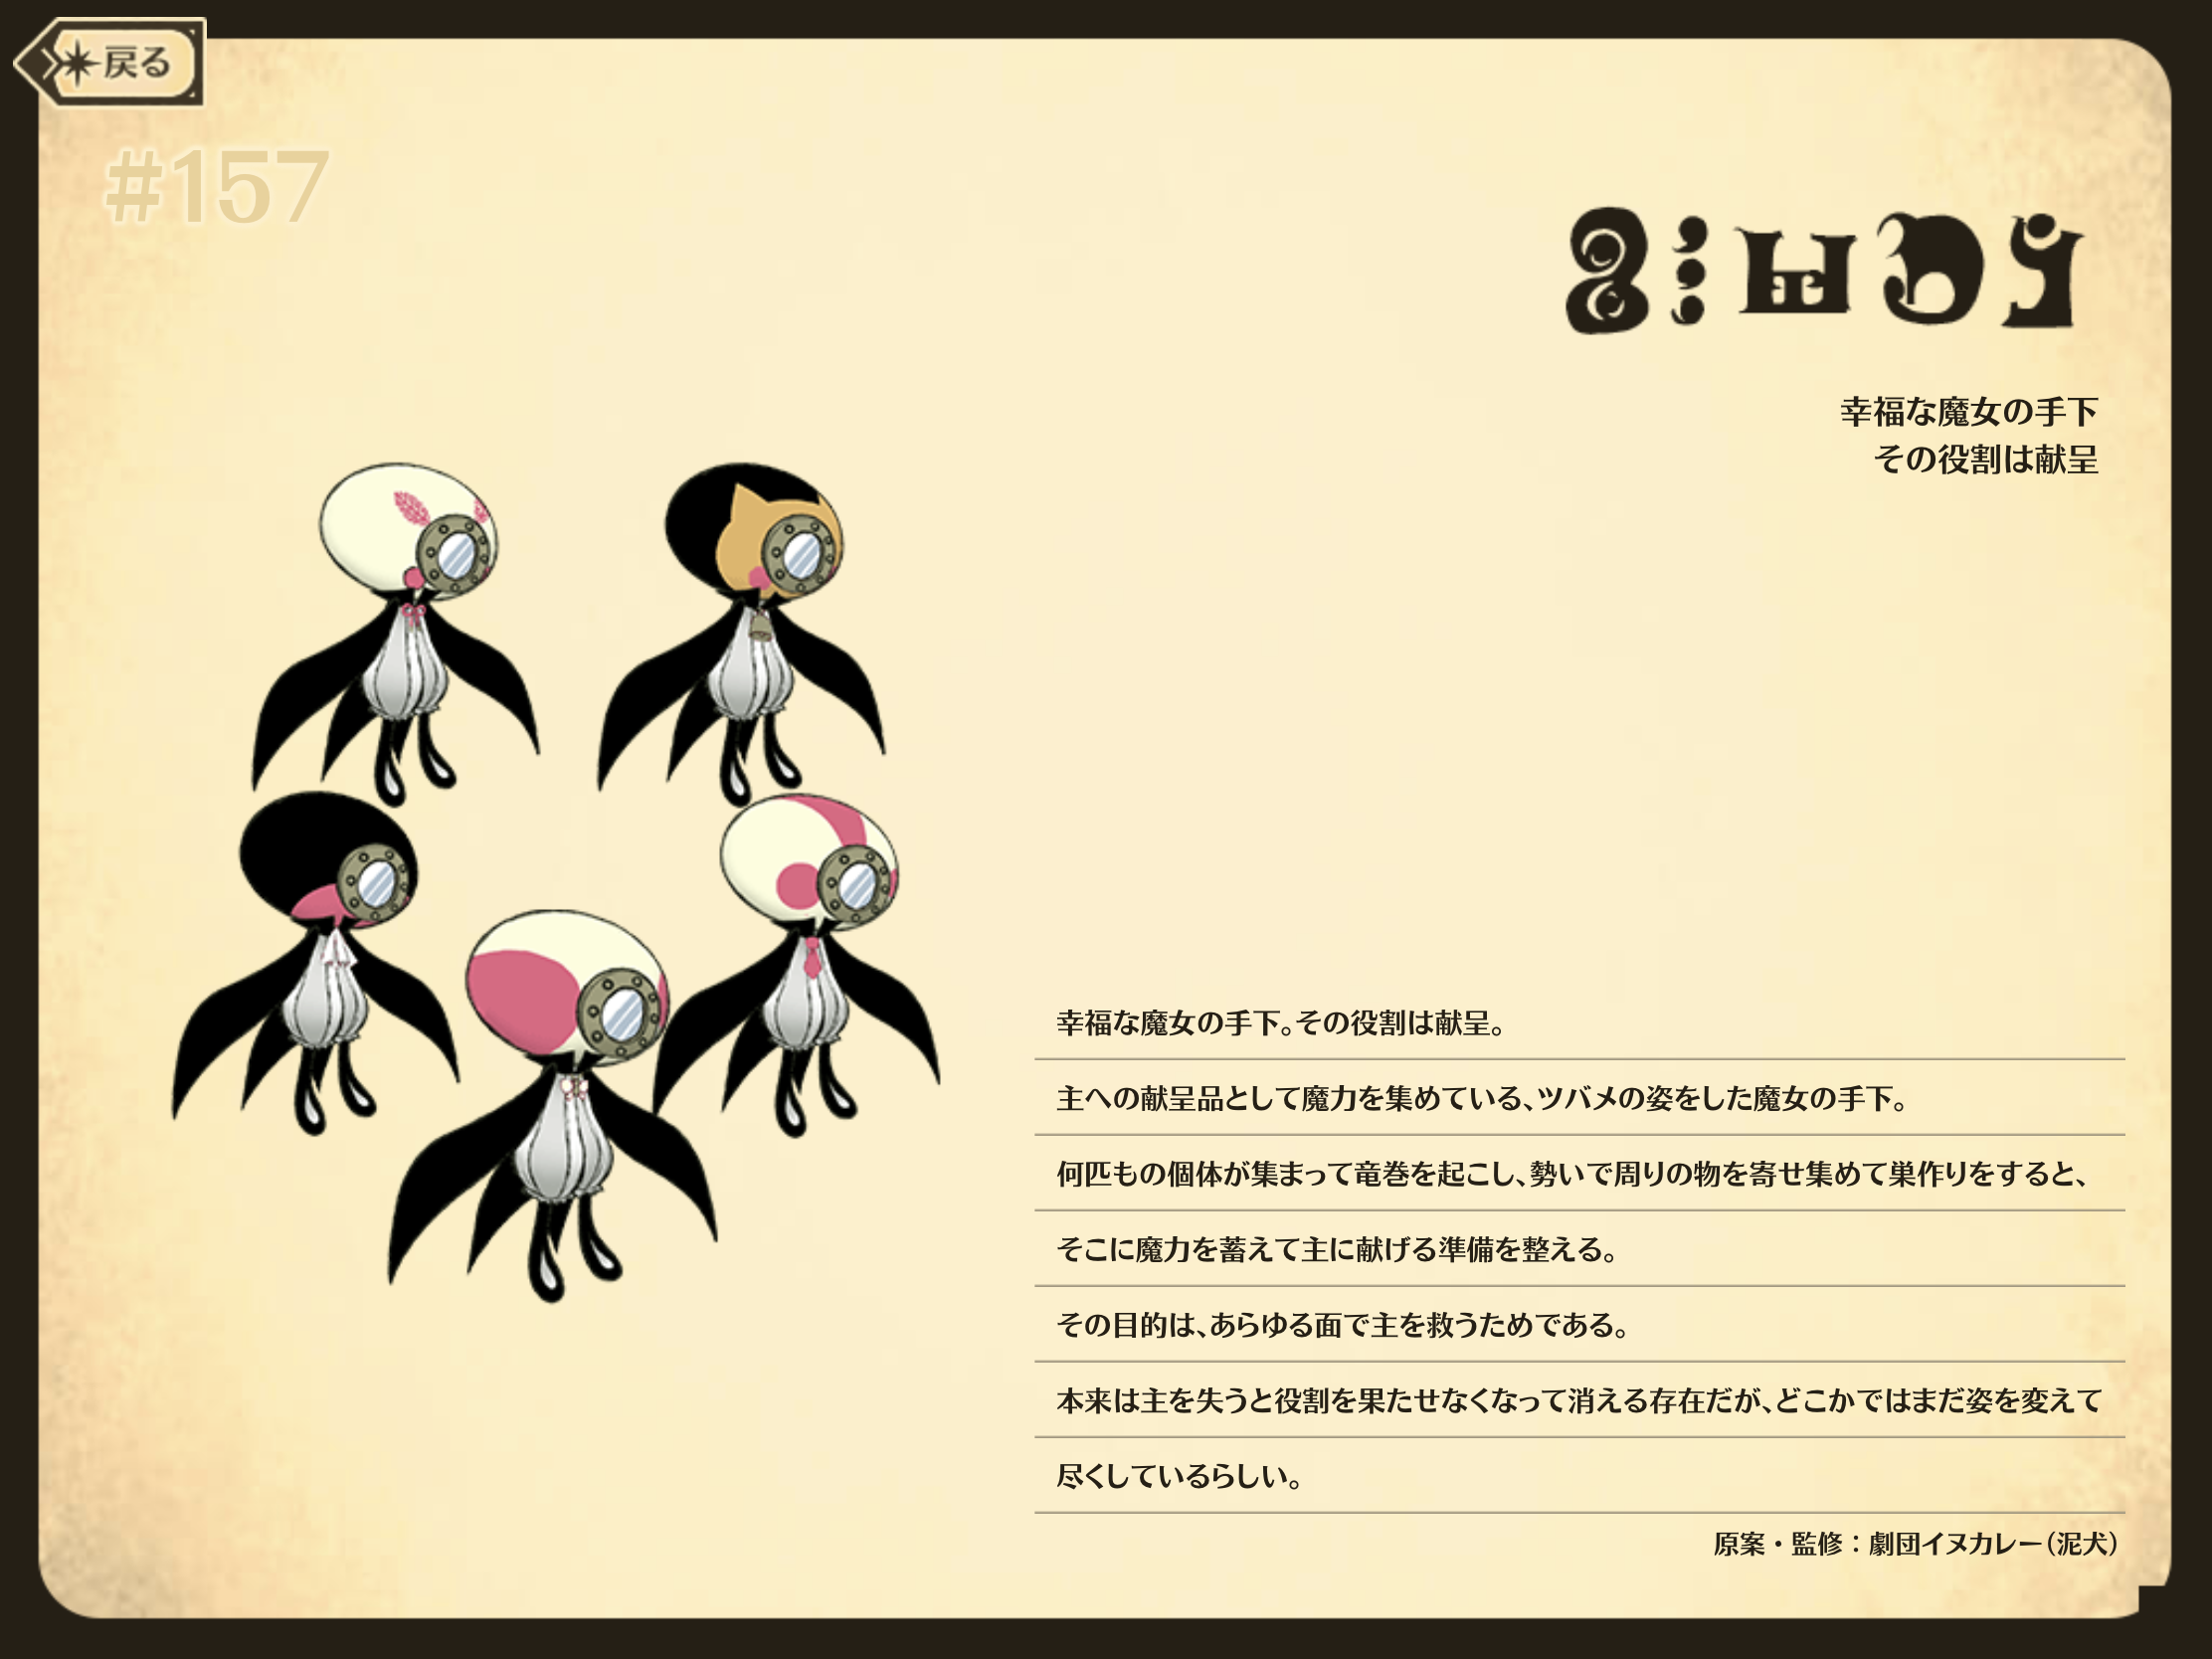 戻る
#157
幸福な魔女の手下
その役割は献呈
幸福な魔女の手下。その役割は献呈。
主への献呈品として魔力を集めている、ツバメの姿をした魔女の手下。
何匹もの個体が集まって竜巻を起こし、勢いで周りの物を寄せ集めて巣作りをすると、
そこに魔力を蓄えて主に献げる準備を整える。
その目的は、あらゆる面で主を救うためである。
本来は主を失うと役割を果たせなくなって消える存在だが、どこかではまだ姿を変えて
尽くしているらしい。
原案・監修：劇団イヌカレー（泥犬）